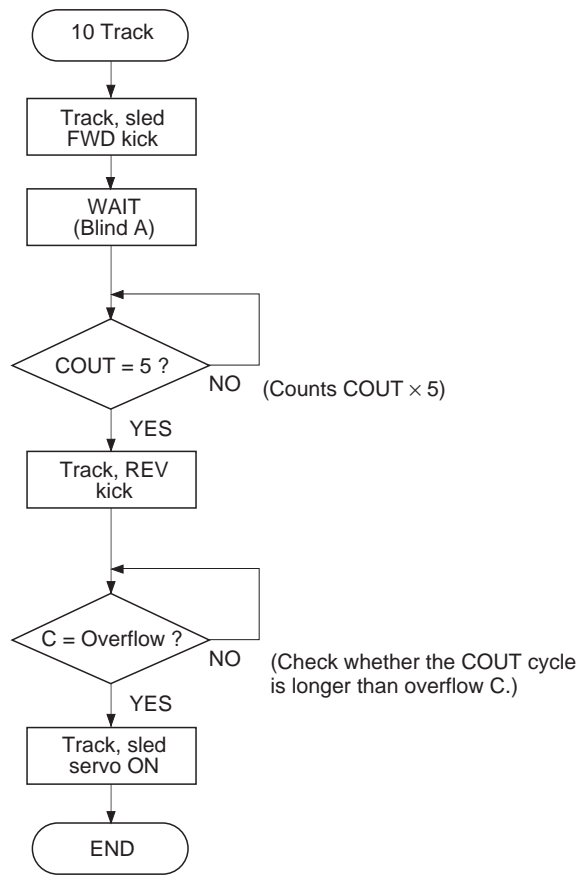 10 Track
Track, sled
FWD kick
WAIT
(Blind A)
COUT = 5 ?
NO
(Counts COUT × 5)
YES
Track, REV
kick
C = Overflow ?
NO
(Check whether the COUT cycle
is longer than overflow C.)
YES
Track, sled
servo ON
END